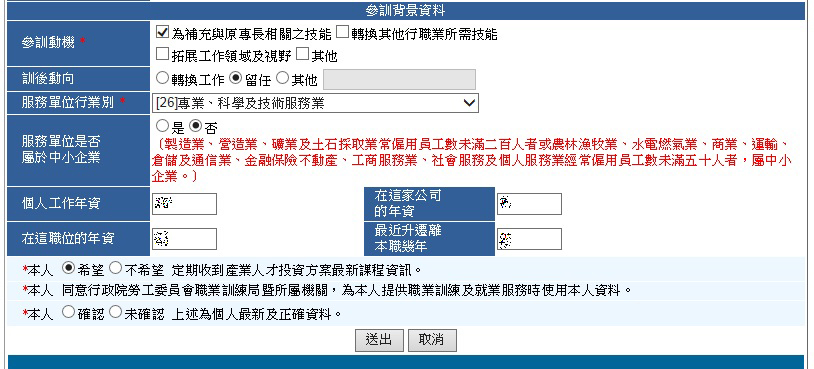 參訓背景資料
參訓動機 * 為補充與原專長相關之技能 轉換其他行職業所需技能
拓展工作領域及視野 其他
訓後動向 轉換工作 留任 其他
服務單位行業別 * [26]專業、科學及技術服務業
服務單位是否
屬於中小企業
是 否
〔製造業、營造業、礦業及土石採取業常僱用員工數未滿二百人者或農林漁牧業、水電燃氣業、商業、運輸、
倉儲及通信業、金融保險不動產、工商服務業、社會服務及個人服務業經常僱用員工數未滿五十人者，屬中小
企業。〕
個人工作年資
在這家公司
的年資
在這職位的年資
最近升遷離
本職幾年
*本人 希望 不希望 定期收到產業人才投資方案最新課程資訊。
*本人 同意行政院勞工委員會職業訓練局暨所屬機關，為本人提供職業訓練及就業服務時使用本人資料。
*本人 確認 未確認 上述為個人最新及正確資料。
送出 取消